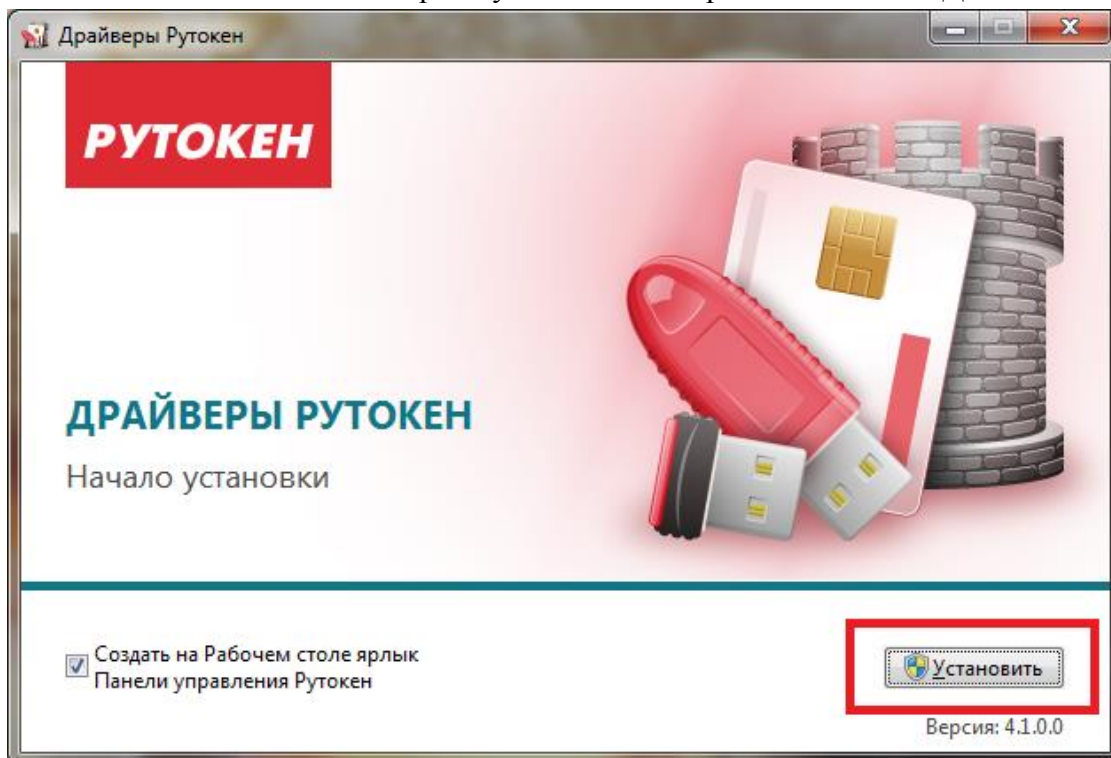 Драйверы Рутокен
РУТОКЕН
ДРАЙВЕРЫ РУТОКЕН
Начало установки
Создать на Рабочем столе ярлык
Панели управления Рутокен
Установить
Версия: 4.1.0.0